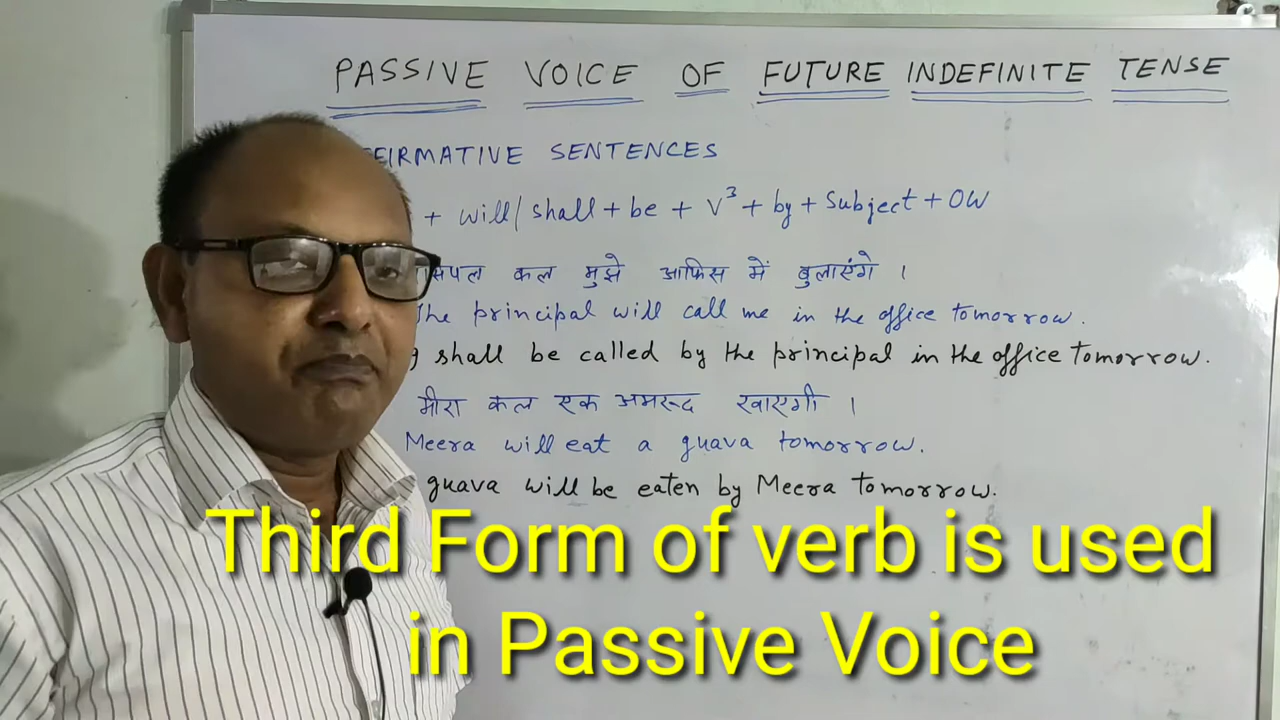 PASSIVE VOICE OF FUTURE INDEFINITE TENSE
FFIRMATIVE SENTENCES
+ will/shall + be + V³ + by + Subject + OW
कल मुझे आफिस में बुलाएंगे ।
The principal will call me in the office tomorrow.
I shall be called by the principal in the office tomorrow.
मीरा कल एक अमरूद खाएगी ।
Meera will eat a guava tomorrow.
guava will be eaten by Meera tomorrow.
Third Form of verb is used
in Passive Voice